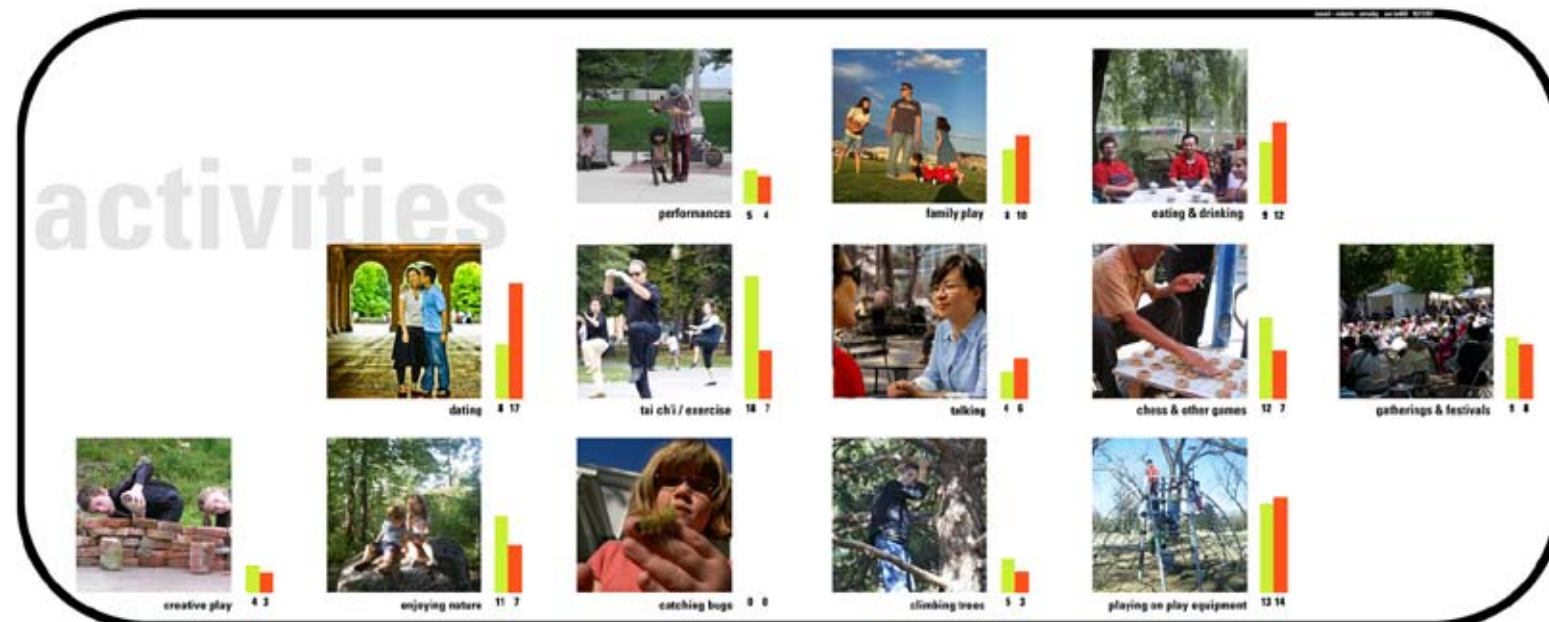 activities
performances 5 4
family play 8 10
eating & drinking 9 12
dating 8 17
tai ch'i / exercise 18 7
talking 4 6
chess & other games 12 7
gatherings & festivals 9 8
creative play 4 3
enjoying nature 11 7
catching bugs 0 0
climbing trees 5 3
playing on play equipment 13 14